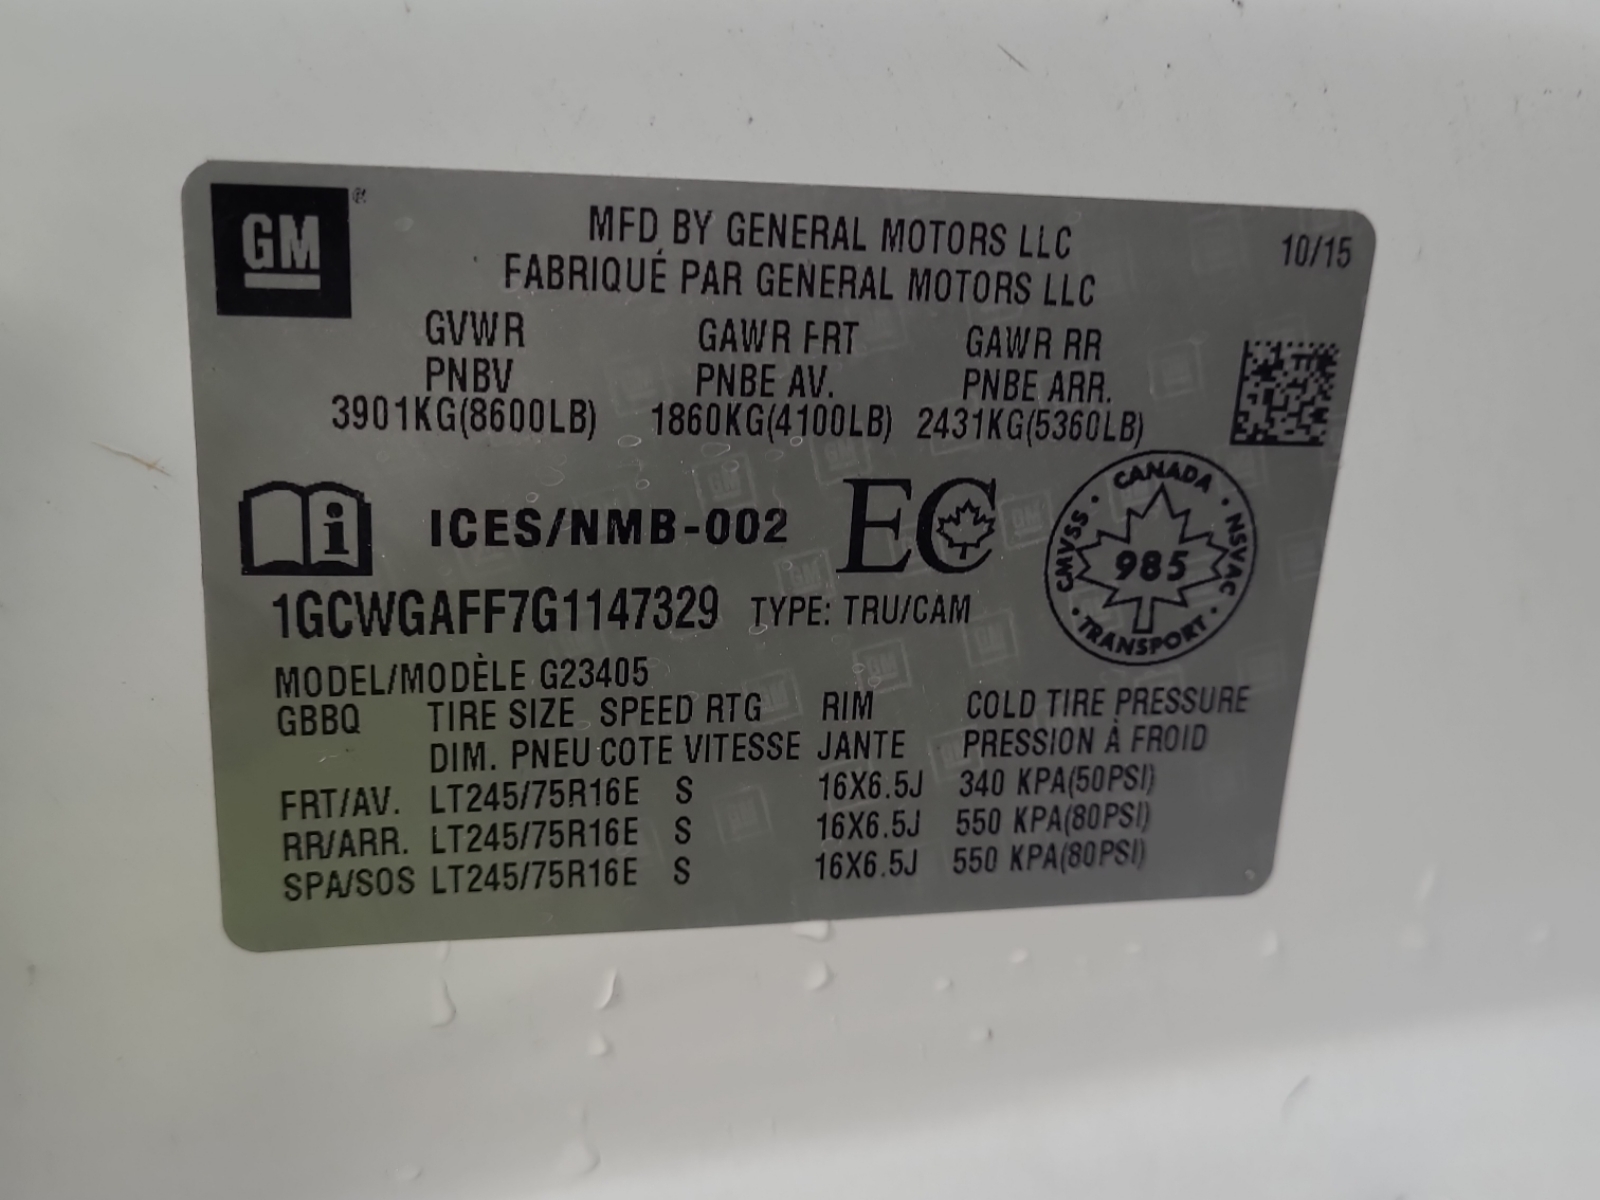 GM
MFD BY GENERAL MOTORS LLC 10/15
FABRIQUÉ PAR GENERAL MOTORS LLC
GVWR GAWR FRT GAWR RR
PNBV PNBE AV. PNBE ARR.
3901KG(8600LB) 1860KG(4100LB) 2431KG(5360LB)
i ICES/NMB-002 EC
CANADA
CMVSS 985 NSVAC
TRANSPORT
1GCWGAFF7G1147329 TYPE: TRU/CAM
MODEL/MODÈLE G23405
GBBQ TIRE SIZE SPEED RTG RIM COLD TIRE PRESSURE
DIM. PNEU COTE VITESSE JANTE PRESSION À FROID
FRT/AV. LT245/75R16E S 16X6.5J 340 KPA(50PSI)
RR/ARR. LT245/75R16E S 16X6.5J 550 KPA(80PSI)
SPA/SOS LT245/75R16E S 16X6.5J 550 KPA(80PSI)